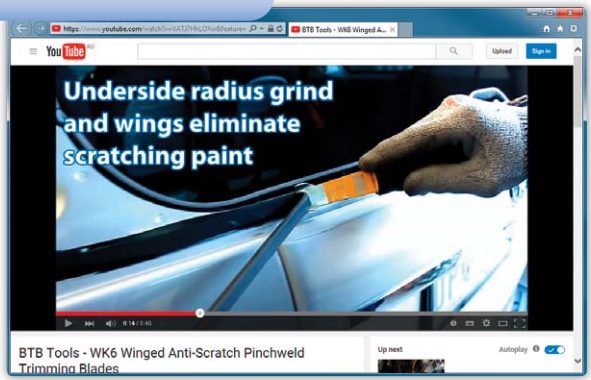 https://www.youtube.com/watch?v=VATJTHhLOXw&feature=
BTB Tools - WK6 Winged A...
You Tube AU
Upload
Sign in
Underside radius grind
and wings eliminate
scratching paint
0:14 / 0:46
BTB Tools - WK6 Winged Anti-Scratch Pinchweld
Trimming Blades
Up next
Autoplay